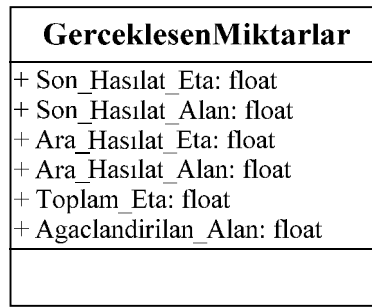 GerceklesenMiktarlar
+ Son_Hasılat_Eta: float
+ Son_Hasılat_Alan: float
+ Ara_Hasılat_Eta: float
+ Ara_Hasılat_Alan: float
+ Toplam_Eta: float
+ Agaclandirilan_Alan: float